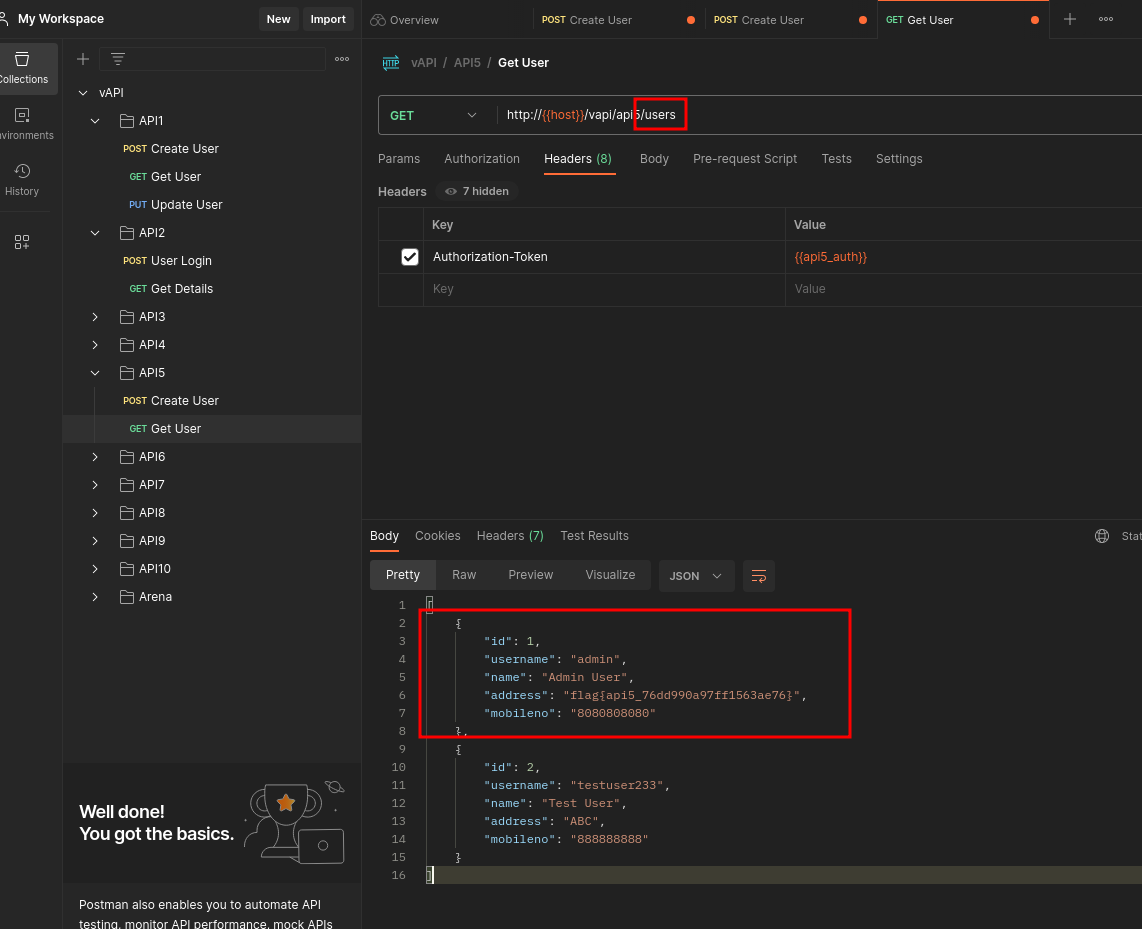 My Workspace
New
Import
Overview
POST Create User
POST Create User
GET Get User
Collections
Environments
History
vAPI
API1
POST Create User
GET Get User
PUT Update User
API2
POST User Login
GET Get Details
API3
API4
API5
POST Create User
GET Get User
API6
API7
API8
API9
API10
Arena
Well done!
You got the basics.
Postman also enables you to automate API
testing, monitor API performance, mock APIs
HTTP vAPI / API5 / Get User
GET http://{{host}}/vapi/api5/users
Params Authorization Headers (8) Body Pre-request Script Tests Settings
Headers 7 hidden
Key Value
Authorization-Token {{api5_auth}}
Key Value
Body Cookies Headers (7) Test Results
Stat
Pretty Raw Preview Visualize JSON
1 [
2 {
3 "id": 1,
4 "username": "admin",
5 "name": "Admin User",
6 "address": "flag{api5_76dd990a97ff1563ae76}",
7 "mobileno": "8080808080"
8 },
9 {
10 "id": 2,
11 "username": "testuser233",
12 "name": "Test User",
13 "address": "ABC",
14 "mobileno": "888888888"
15 }
16 ]